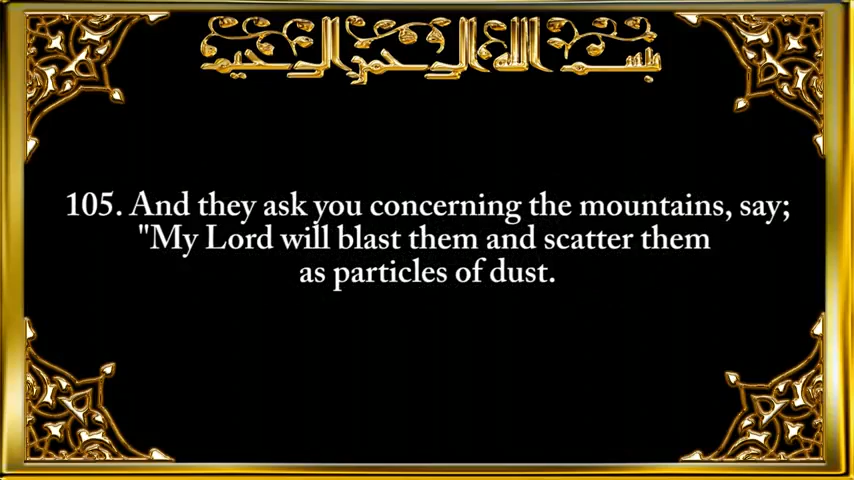 بسم الله الرحمن الرحيم
105. And they ask you concerning the mountains, say;
"My Lord will blast them and scatter them
as particles of dust.